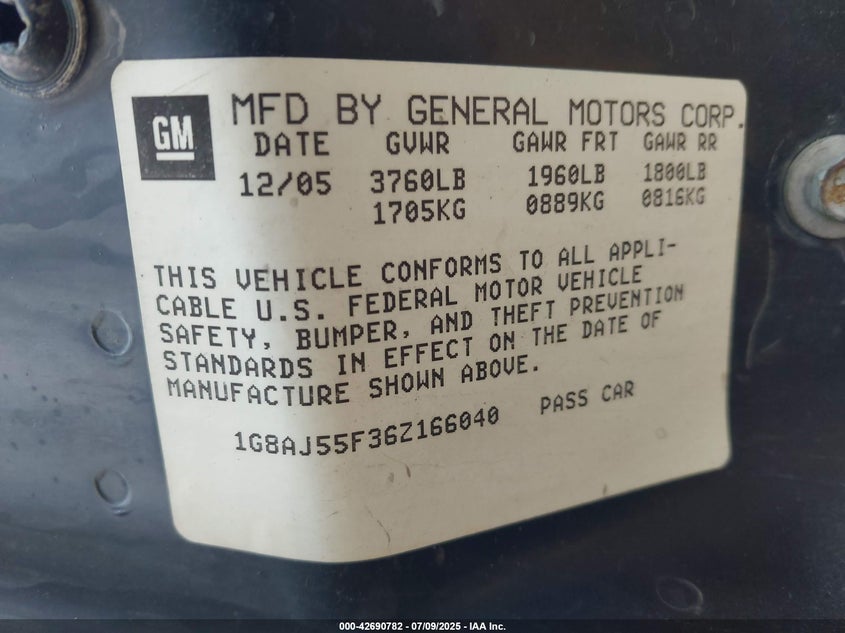 GM
MFD BY GENERAL MOTORS CORP.
DATE GVWR GAWR FRT GAWR RR
12/05 3760LB 1960LB 1800LB
1705KG 0889KG 0816KG
THIS VEHICLE CONFORMS TO ALL APPLI-
CABLE U.S. FEDERAL MOTOR VEHICLE
SAFETY, BUMPER, AND THEFT PREVENTION
STANDARDS IN EFFECT ON THE DATE OF
MANUFACTURE SHOWN ABOVE.
1G8AJ55F36Z166040 PASS CAR
000-42690782 - 07/09/2025 - IAA Inc.